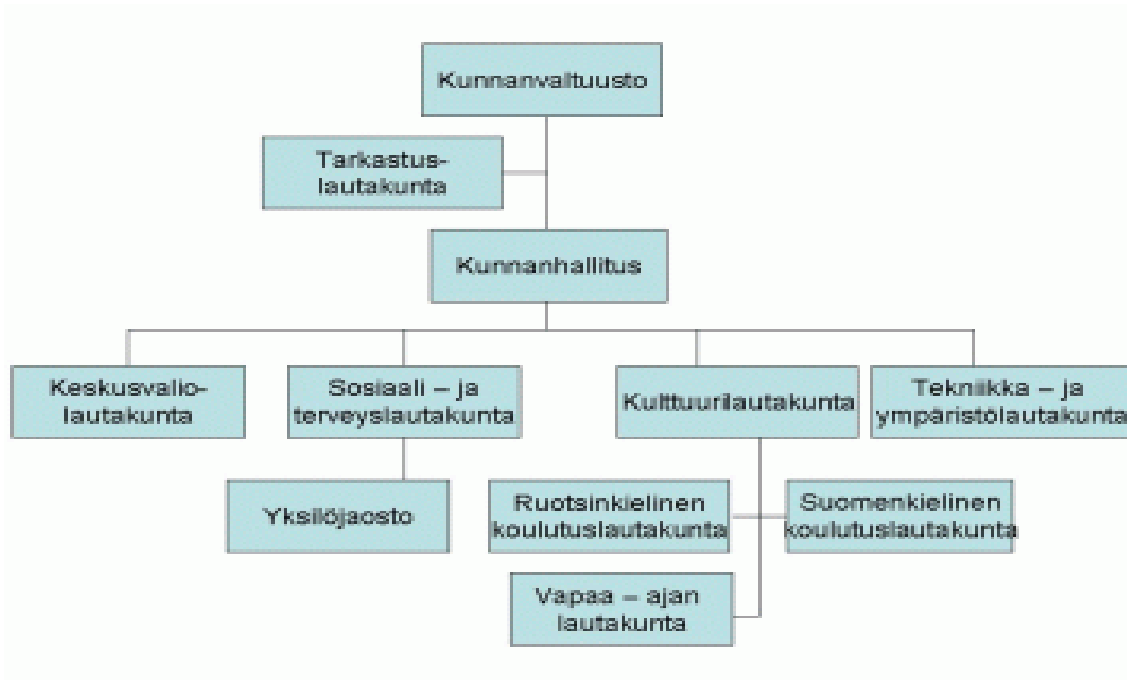 Kunnanvaltuusto
Tarkastus-
lautakunta
Kunnanhallitus
Keskusvalio-
lautakunta
Sosiaali – ja
terveyslautakunta
Kulttuurilautakunta
Tekniikka – ja
ympäristölautakunta
Yksilöjaosto
Ruotsinkielinen
koulutuslautakunta
Suomenkielinen
koulutuslautakunta
Vapaa – ajan
lautakunta